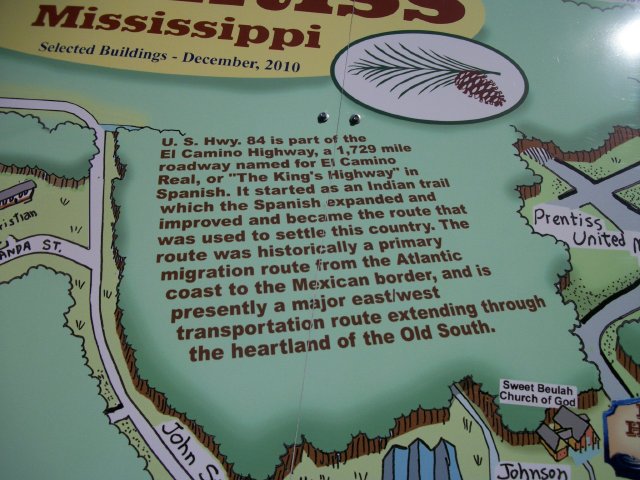 Mississippi
Selected Buildings - December, 2010
U. S. Hwy. 84 is part of the
El Camino Highway, a 1,729 mile
roadway named for El Camino
Real, or "The King's Highway" in
Spanish. It started as an Indian trail
which the Spanish expanded and
improved and became the route that
was used to settle this country. The
route was historically a primary
migration route from the Atlantic
coast to the Mexican border, and is
presently a major east/west
transportation route extending through
the heartland of the Old South.
Prentiss
United
John
Sweet Beulah
Church of God
Johnson